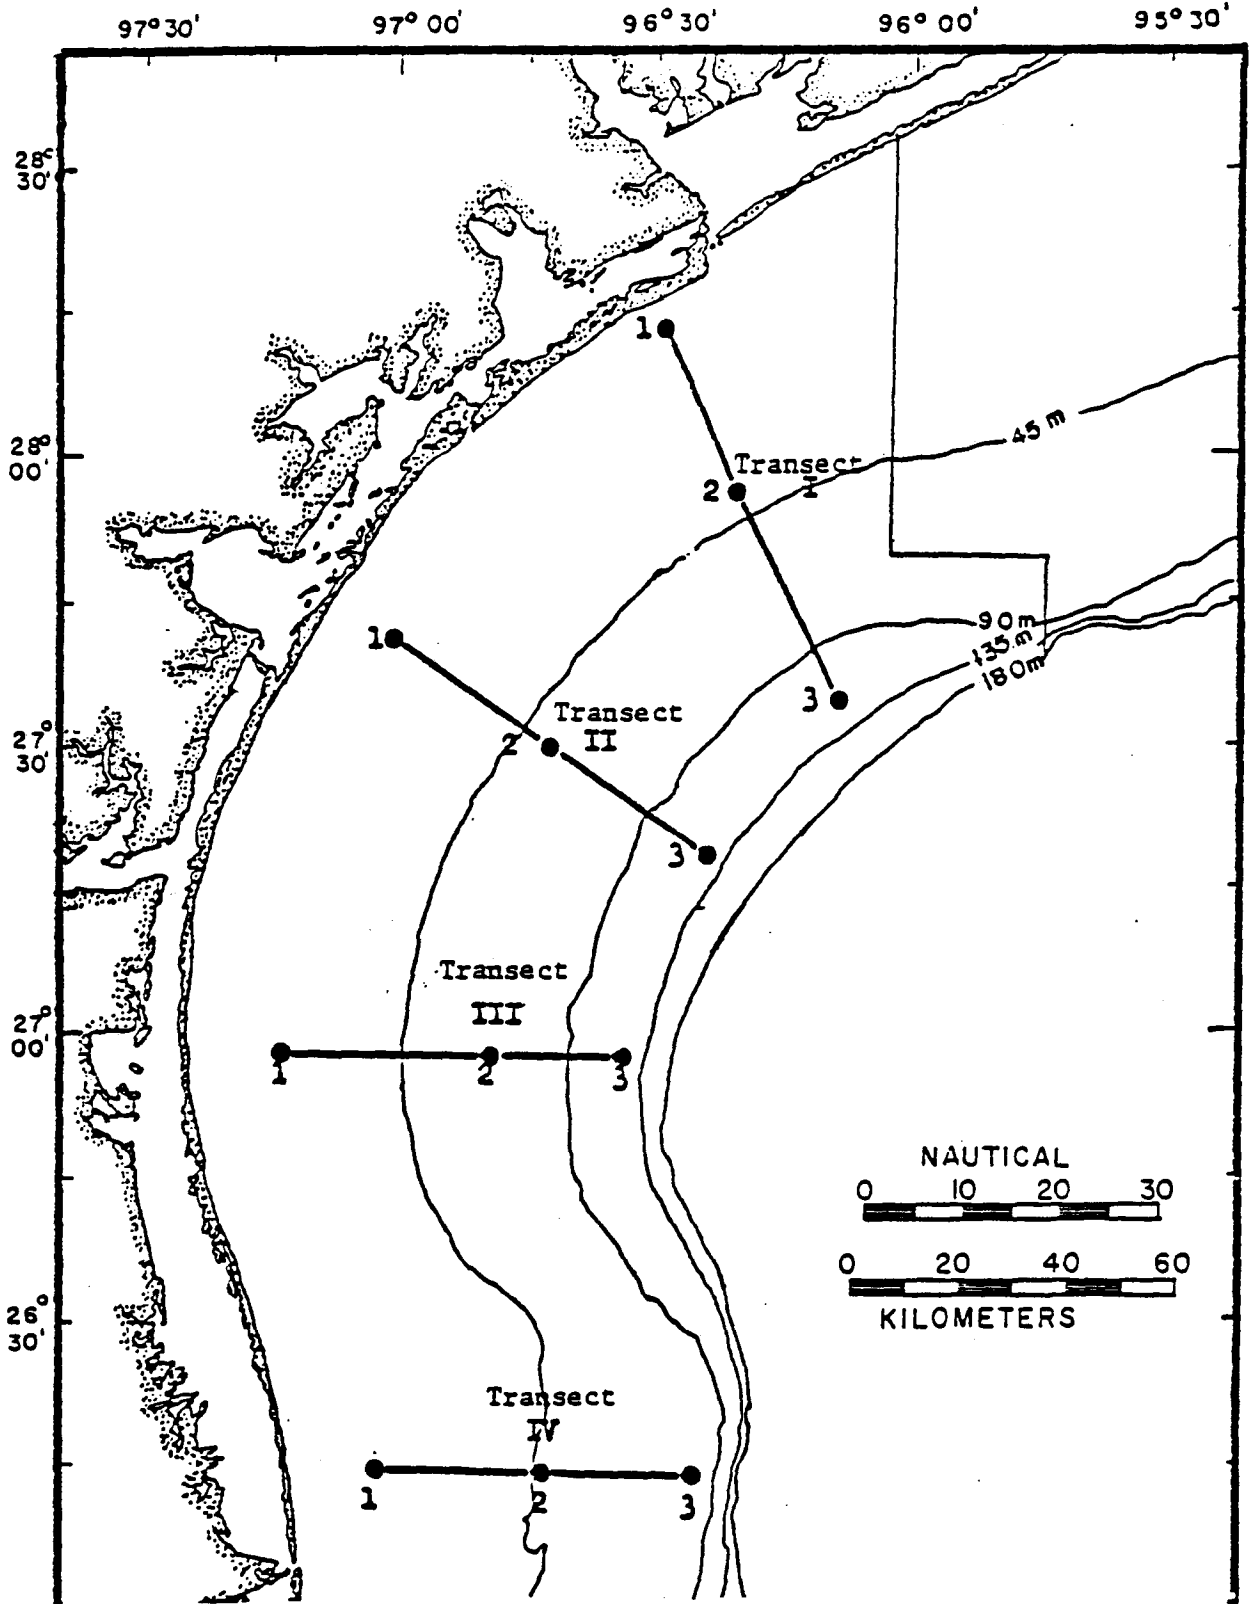 97° 30' 97° 00' 96° 30' 96° 00' 95° 30'
28°
30'
1
45 m
28°
00'
Transect
I
2
1
90m
135 m
180m
3
Transect
II
2
27°
30'
3
Transect
III
27°
00'
1 2 3
NAUTICAL
0 10 20 30
0 20 40 60
KILOMETERS
26°
30'
Transect
IV
1 2 3